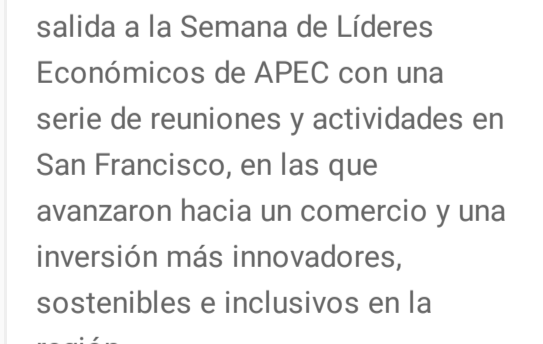 salida a la Semana de Líderes
Económicos de APEC con una
serie de reuniones y actividades en
San Francisco, en las que
avanzaron hacia un comercio y una
inversión más innovadores,
sostenibles e inclusivos en la
región